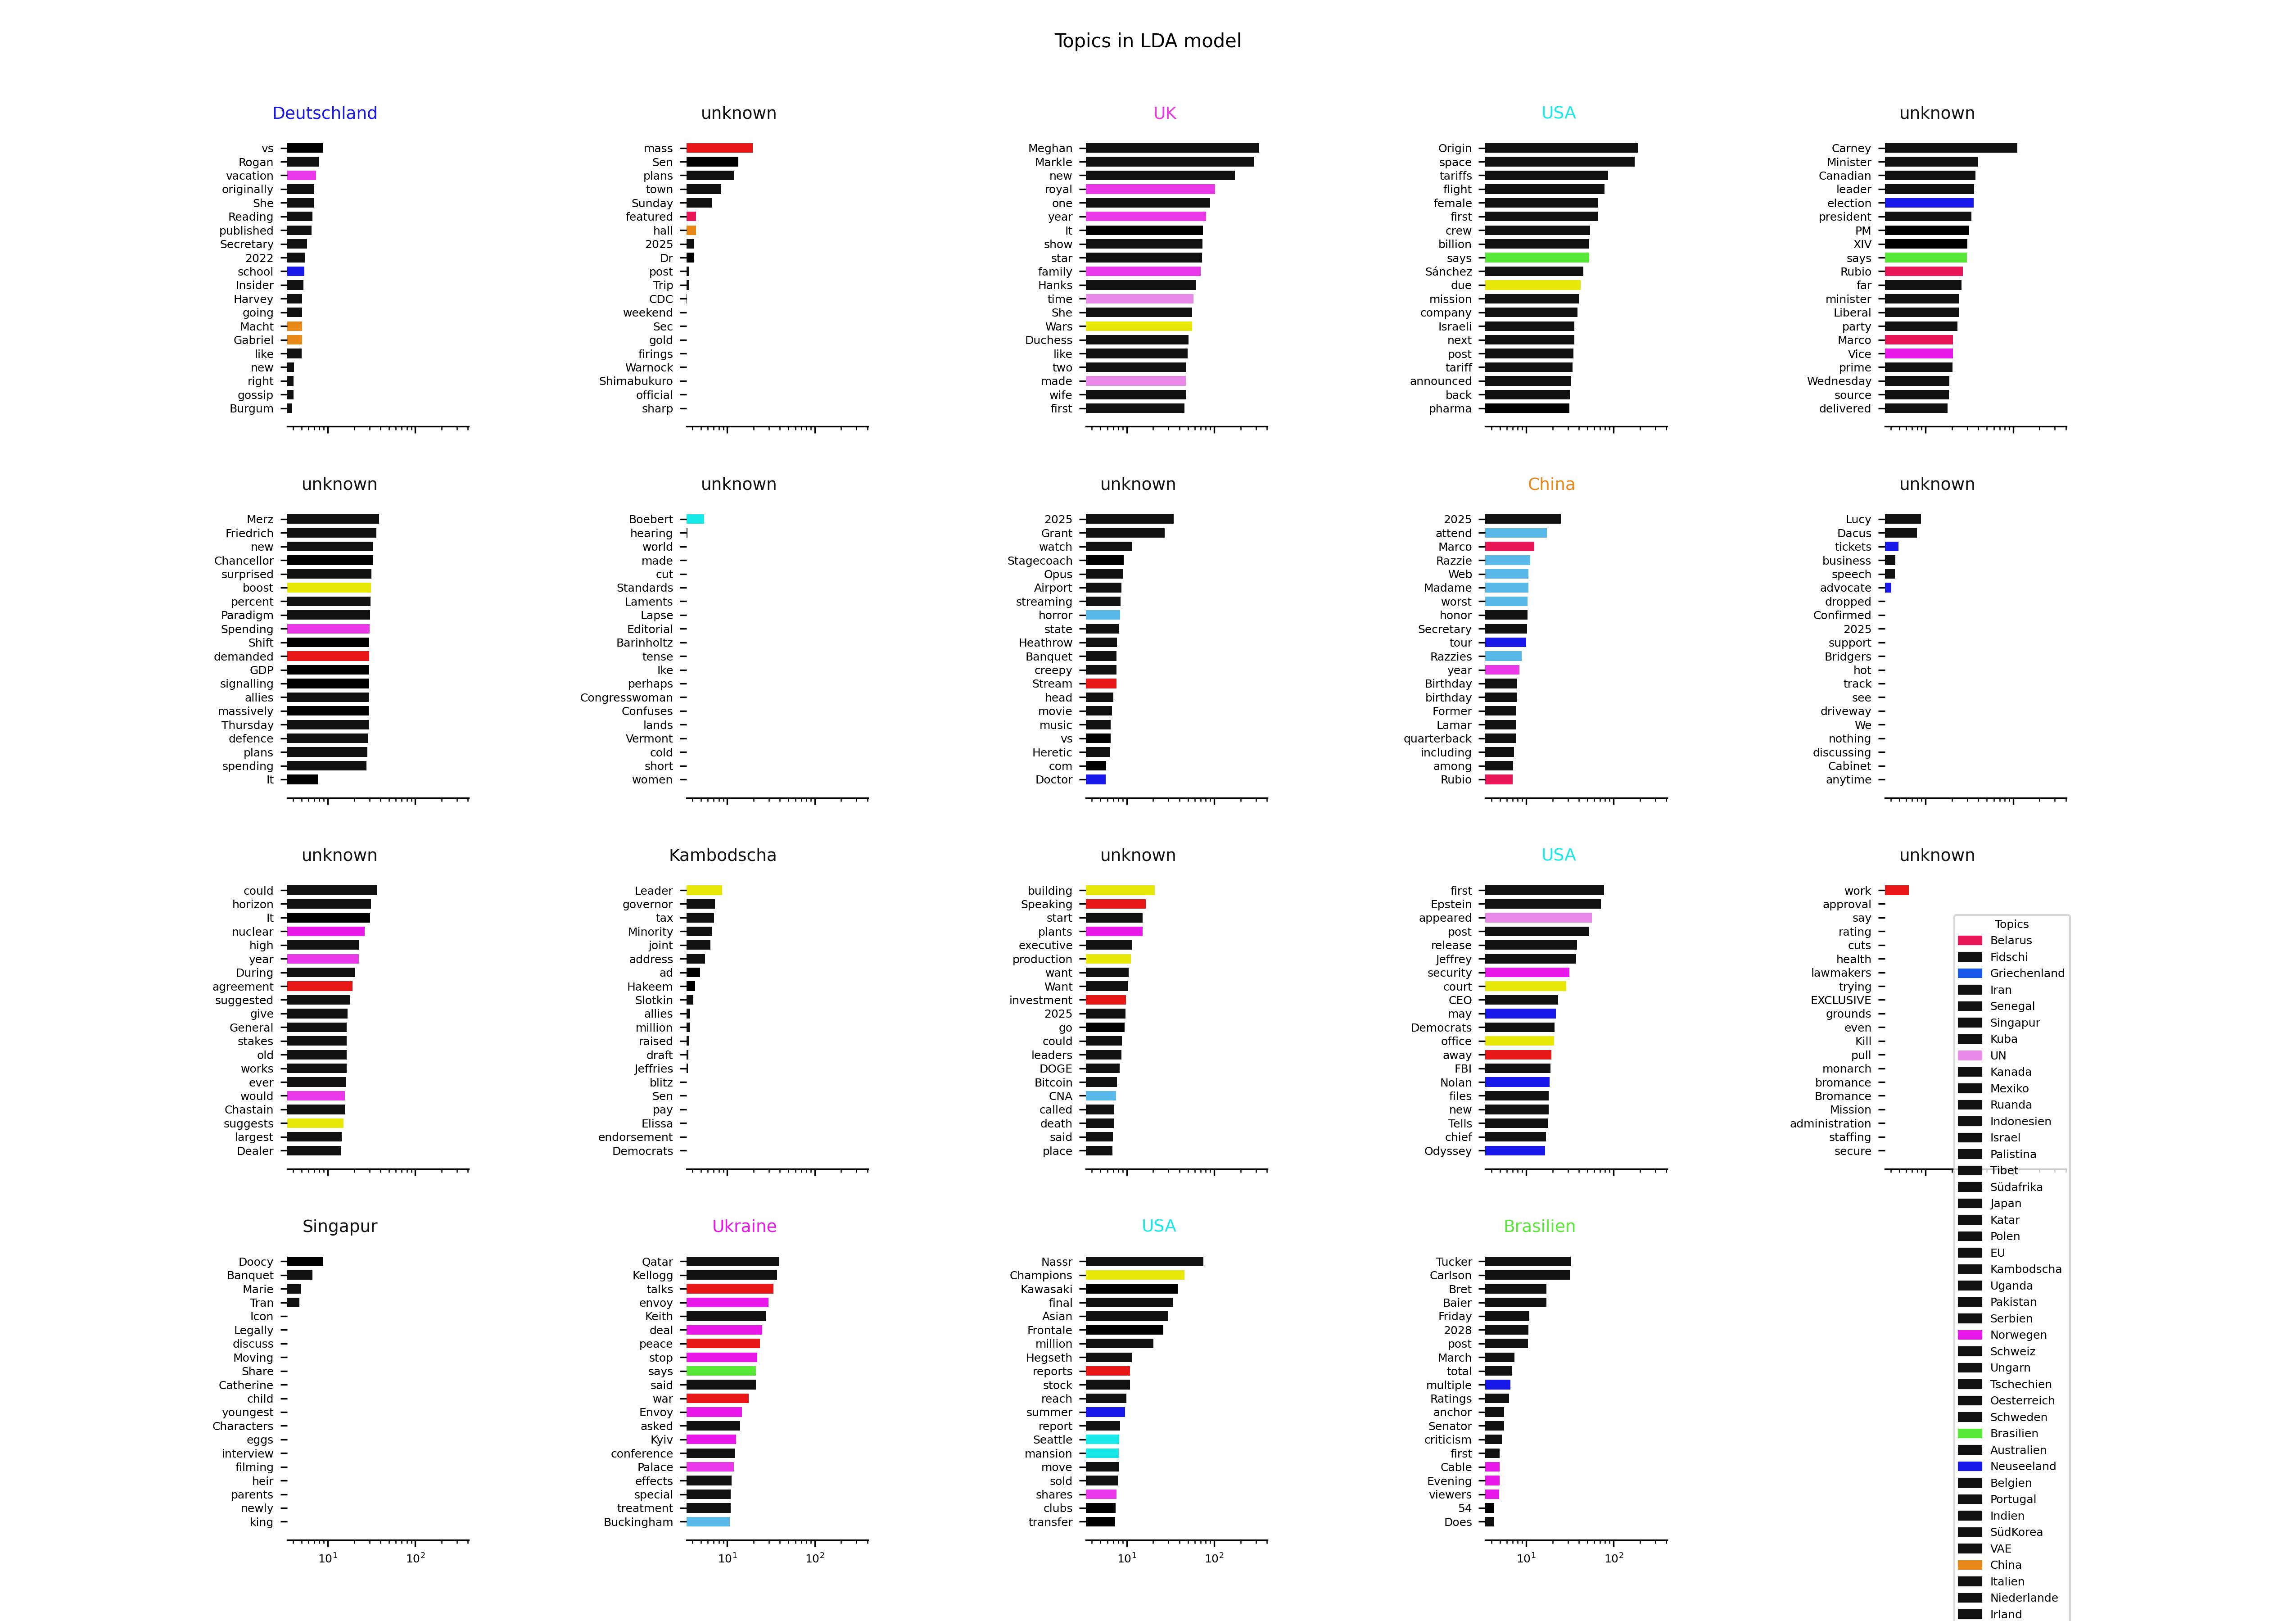 Topics in LDA model
Deutschland
vs
Rogan
vacation
originally
She
Reading
published
Secretary
2022
school
Insider
Harvey
going
Macht
Gabriel
like
new
right
gossip
Burgum
unknown
mass
Sen
plans
town
Sunday
featured
hall
2025
Dr
post
Trip
CDC
weekend
Sec
gold
firings
Warnock
Shimabukuro
official
sharp
UK
Meghan
Markle
new
royal
one
year
It
show
star
family
Hanks
time
She
Wars
Duchess
like
two
made
wife
first
USA
Origin
space
tariffs
flight
female
first
crew
billion
says
Sánchez
due
mission
company
Israeli
next
post
tariff
announced
back
pharma
unknown
Carney
Minister
Canadian
leader
election
president
PM
XIV
says
Rubio
far
minister
Liberal
party
Marco
Vice
prime
Wednesday
source
delivered
unknown
Merz
Friedrich
new
Chancellor
surprised
boost
percent
Paradigm
Spending
Shift
demanded
GDP
signalling
allies
massively
Thursday
defence
plans
spending
It
unknown
Boebert
hearing
world
made
cut
Standards
Laments
Lapse
Editorial
Barinholtz
tense
Ike
perhaps
Congresswoman
Confuses
lands
Vermont
cold
short
women
unknown
2025
Grant
watch
Stagecoach
Opus
Airport
streaming
horror
state
Heathrow
Banquet
creepy
Stream
head
movie
music
vs
Heretic
com
Doctor
China
2025
attend
Marco
Razzie
Web
Madame
worst
honor
Secretary
tour
Razzies
year
Birthday
birthday
Former
Lamar
quarterback
including
among
Rubio
unknown
Lucy
Dacus
tickets
business
speech
advocate
dropped
Confirmed
2025
support
Bridgers
hot
track
see
driveway
We
nothing
discussing
Cabinet
anytime
unknown
could
horizon
It
nuclear
high
year
During
agreement
suggested
give
General
stakes
old
works
ever
would
Chastain
suggests
largest
Dealer
Kambodscha
Leader
governor
tax
Minority
joint
address
ad
Hakeem
Slotkin
allies
million
raised
draft
Jeffries
blitz
Sen
pay
Elissa
endorsement
Democrats
unknown
building
Speaking
start
plants
executive
production
want
Want
investment
2025
go
could
leaders
DOGE
Bitcoin
CNA
called
death
said
place
USA
first
Epstein
appeared
post
release
Jeffrey
security
court
CEO
may
Democrats
office
away
FBI
Nolan
files
new
Tells
chief
Odyssey
unknown
work
approval
say
rating
cuts
health
lawmakers
trying
EXCLUSIVE
grounds
even
Kill
pull
monarch
bromance
Bromance
Mission
administration
staffing
secure
Singapur
Doocy
Banquet
Marie
Tran
Icon
Legally
discuss
Moving
Share
Catherine
child
youngest
Characters
eggs
interview
filming
heir
parents
newly
king
10¹ 10²
Ukraine
Qatar
Kellogg
talks
envoy
Keith
deal
peace
stop
says
said
war
Envoy
asked
Kyiv
conference
Palace
effects
special
treatment
Buckingham
10¹ 10²
USA
Nassr
Champions
Kawasaki
final
Asian
Frontale
million
Hegseth
reports
stock
reach
summer
report
Seattle
mansion
move
sold
shares
clubs
transfer
10¹ 10²
Brasilien
Tucker
Carlson
Bret
Baier
Friday
2028
post
March
total
multiple
Ratings
anchor
Senator
criticism
first
Cable
Evening
viewers
54
Does
10¹ 10²
Topics
Belarus
Fidschi
Griechenland
Iran
Senegal
Singapur
Kuba
UN
Kanada
Mexiko
Ruanda
Indonesien
Israel
Palistina
Tibet
Südafrika
Japan
Katar
Polen
EU
Kambodscha
Uganda
Pakistan
Serbien
Norwegen
Schweiz
Ungarn
Tschechien
Oesterreich
Schweden
Brasilien
Australien
Neuseeland
Belgien
Portugal
Indien
SüdKorea
VAE
China
Italien
Niederlande
Irland